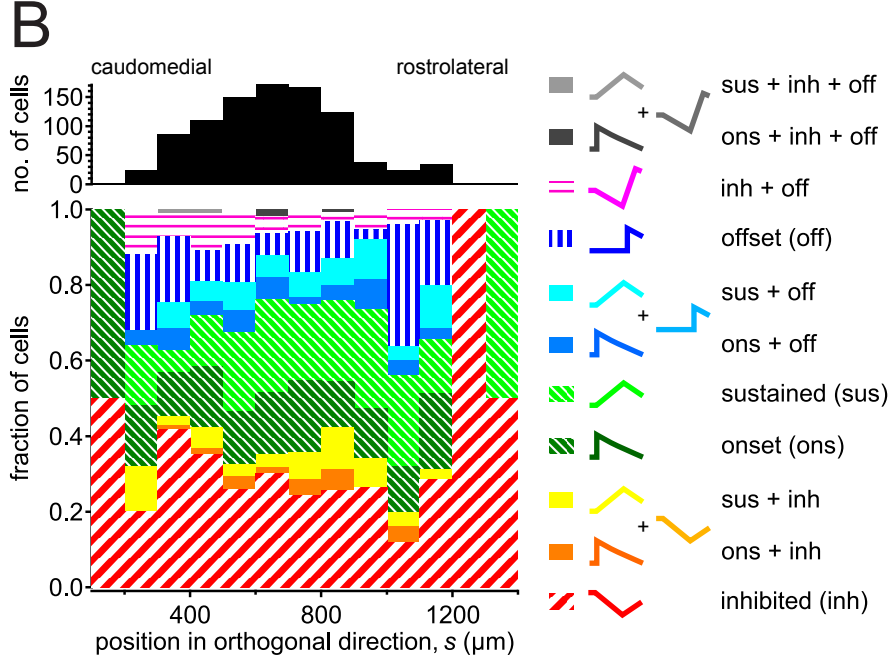 B
caudomedial rostrolateral
no. of cells
150
100
50
0
fraction of cells
1.0
0.8
0.6
0.4
0.2
0.0
400 800 1200
position in orthogonal direction, s (µm)
+ sus + inh + off
ons + inh + off
inh + off
offset (off)
sus + off
+
ons + off
sustained (sus)
onset (ons)
sus + inh
+
ons + inh
inhibited (inh)